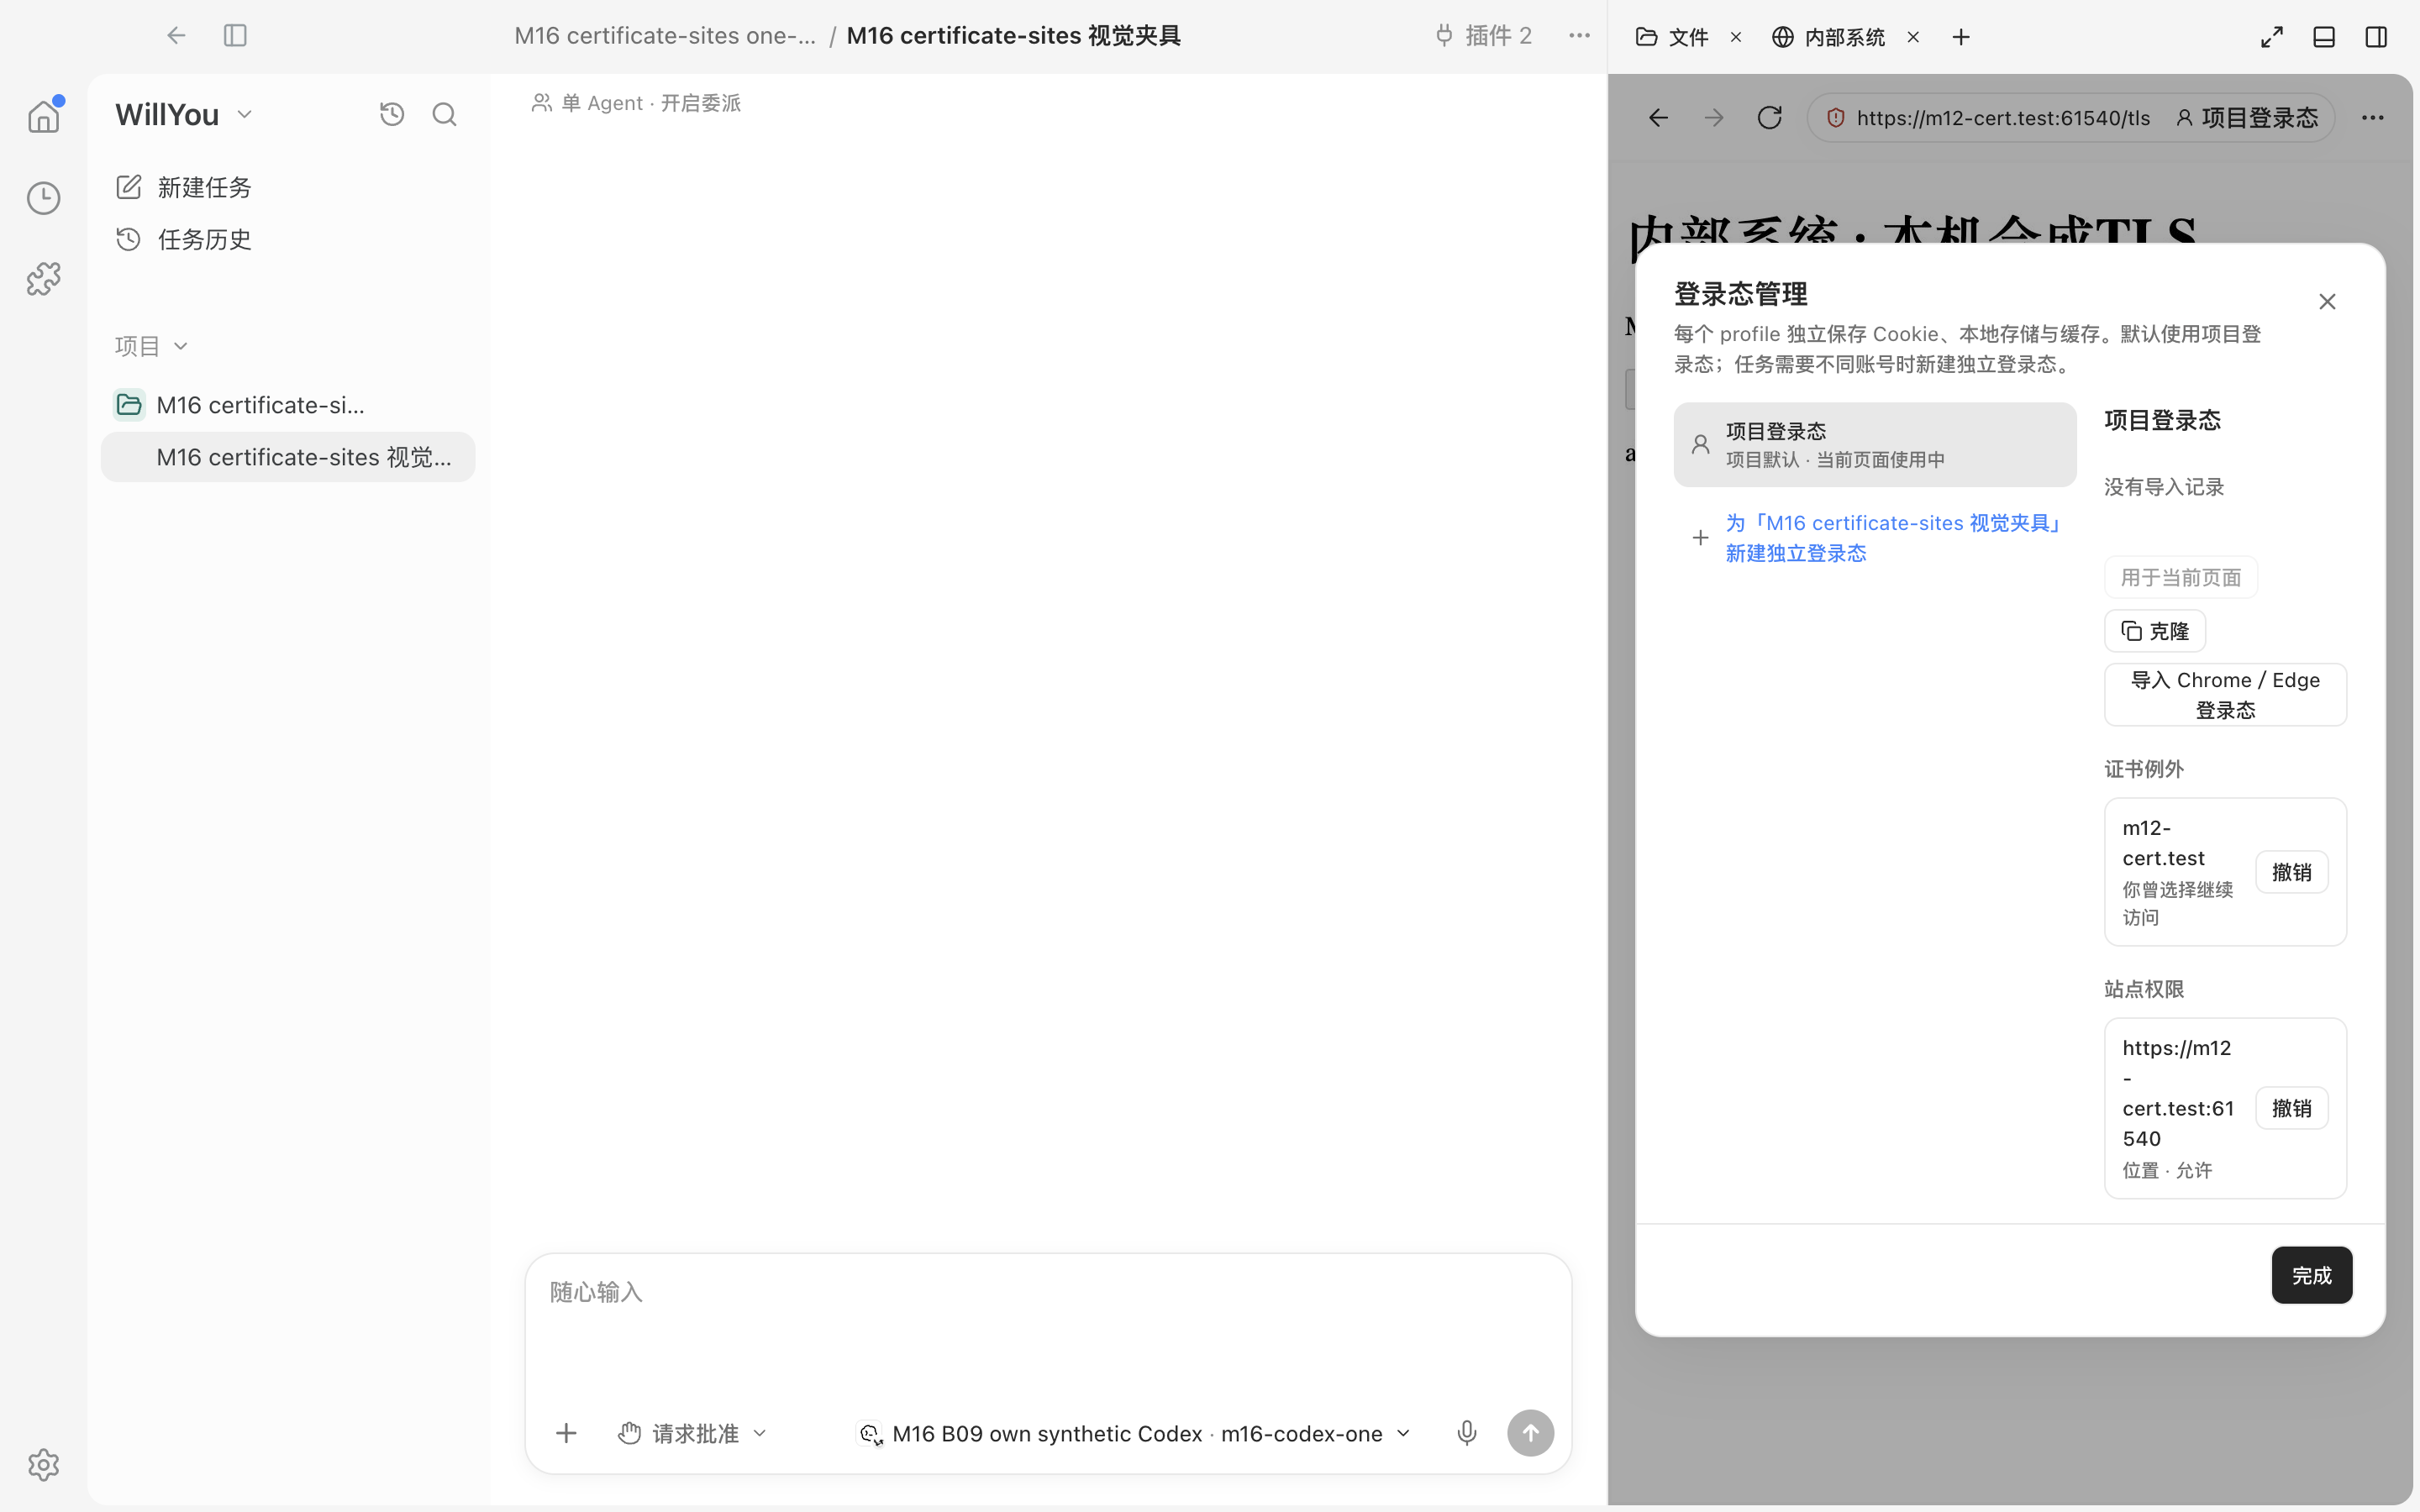 M16 certificate-sites one-... / M16 certificate-sites 视觉夹具
插件 2
文件
内部系统
WillYou
新建任务
任务历史
项目
M16 certificate-si...
M16 certificate-sites 视觉...
单 Agent · 开启委派
https://m12-cert.test:61540/tls
项目登录态
内部系统：本机合成TLS
登录态管理
每个 profile 独立保存 Cookie、本地存储与缓存。默认使用项目登
录态；任务需要不同账号时新建独立登录态。
项目登录态
项目默认 · 当前页面使用中
为「M16 certificate-sites 视觉夹具」
新建独立登录态
项目登录态
没有导入记录
用于当前页面
克隆
导入 Chrome / Edge
登录态
证书例外
m12-
cert.test
你曾选择继续
访问
撤销
站点权限
https://m12
-
cert.test:61
540
位置 · 允许
撤销
完成
随心输入
请求批准
M16 B09 own synthetic Codex · m16-codex-one